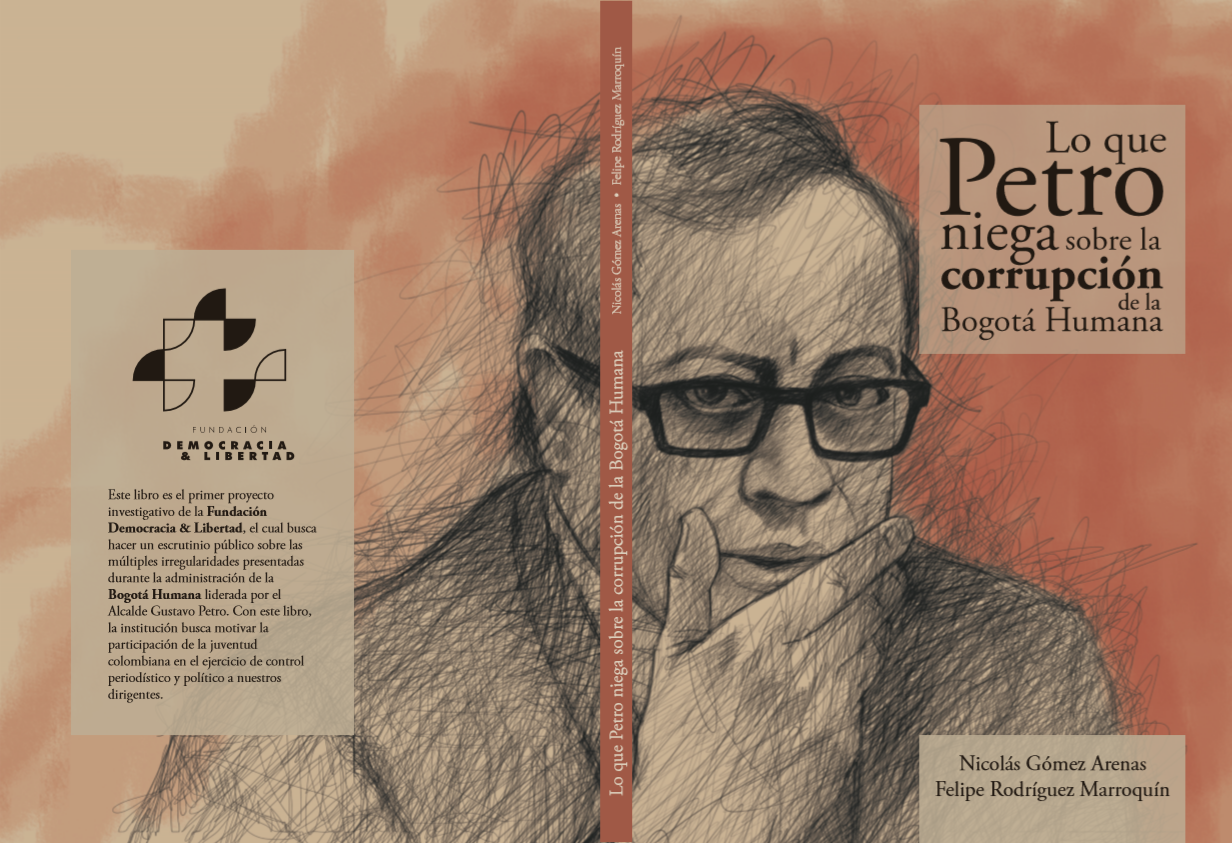 FUNDACIÓN
DEMOCRACIA
& LIBERTAD
Este libro es el primer proyecto
investigativo de la Fundación
Democracia & Libertad, el cual busca
hacer un escrutinio público sobre las
múltiples irregularidades presentadas
durante la administración de la
Bogotá Humana liderada por el
Alcalde Gustavo Petro. Con este libro,
la institución busca motivar la
participación de la juventud
colombiana en el ejercicio de control
periodístico y político a nuestros
dirigentes.
Lo que Petro niega sobre la corrupción de la Bogotá Humana
Nicolás Gómez Arenas • Felipe Rodríguez Marroquín
Lo que
Petro
niega sobre la
corrupción
de la
Bogotá Humana
Nicolás Gómez Arenas
Felipe Rodríguez Marroquín